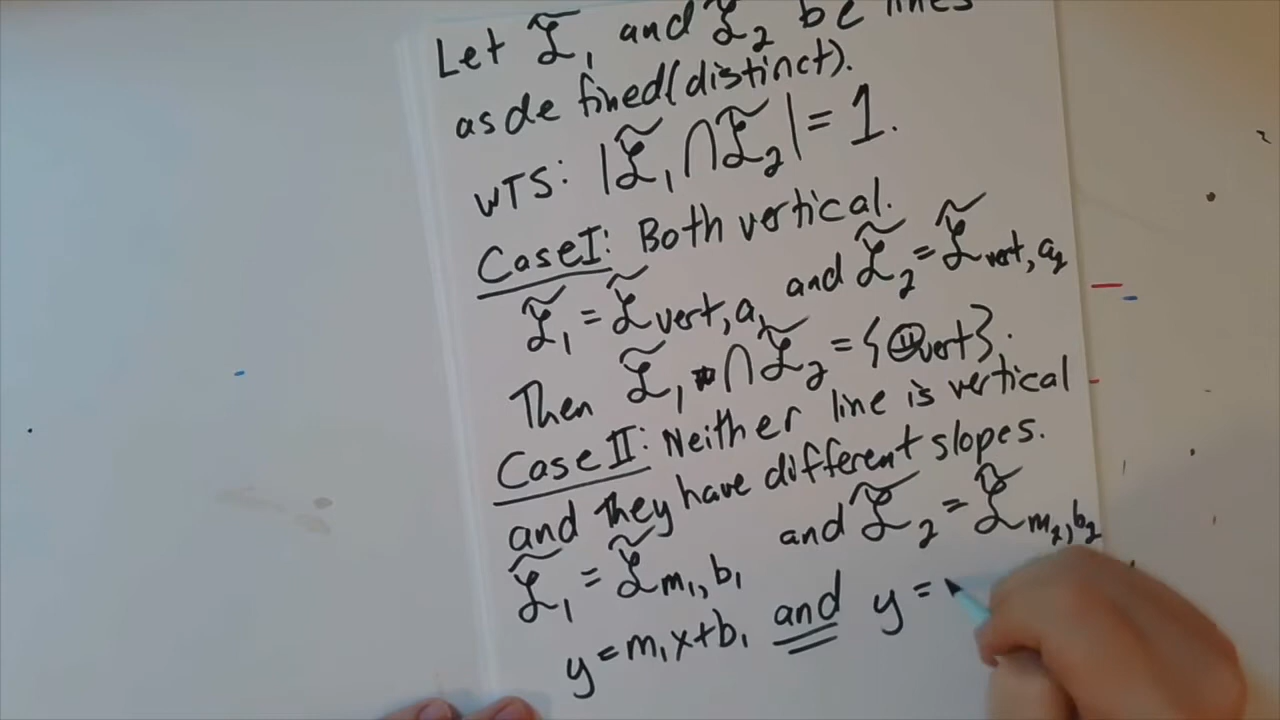 Let L̃₁ and L̃₂ be lines
as defined (distinct).
WTS: |L̃₁ ∩ L̃₂| = 1.
Case I: Both vertical.
L̃₁ = L̃vert, a₁ and L̃₂ = L̃vert, a₂
Then L̃₁ ∩ L̃₂ = {∞vert}.
Case II: Neither line is vertical
and they have different slopes.
L̃₁ = L̃m₁, b₁ and L̃₂ = L̃m₂, b₂
y = m₁x + b₁ and y =